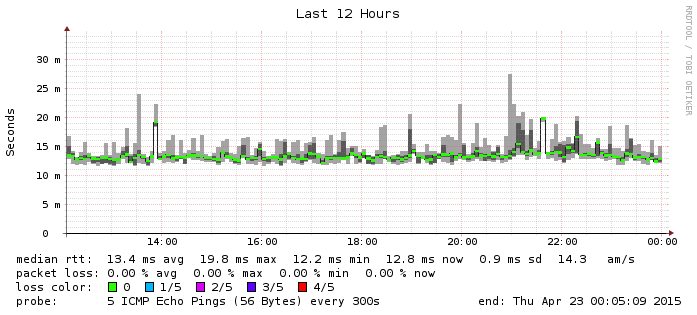 Last 12 Hours
RRDTOOL / TOBI OETIKER
Seconds
30 m
25 m
20 m
15 m
10 m
5 m
0
14:00 16:00 18:00 20:00 22:00 00:00
median rtt: 13.4 ms avg 19.8 ms max 12.2 ms min 12.8 ms now 0.9 ms sd 14.3 am/s
packet loss: 0.00 % avg 0.00 % max 0.00 % min 0.00 % now
loss color: 0 1/5 2/5 3/5 4/5
probe: 5 ICMP Echo Pings (56 Bytes) every 300s end: Thu Apr 23 00:05:09 2015